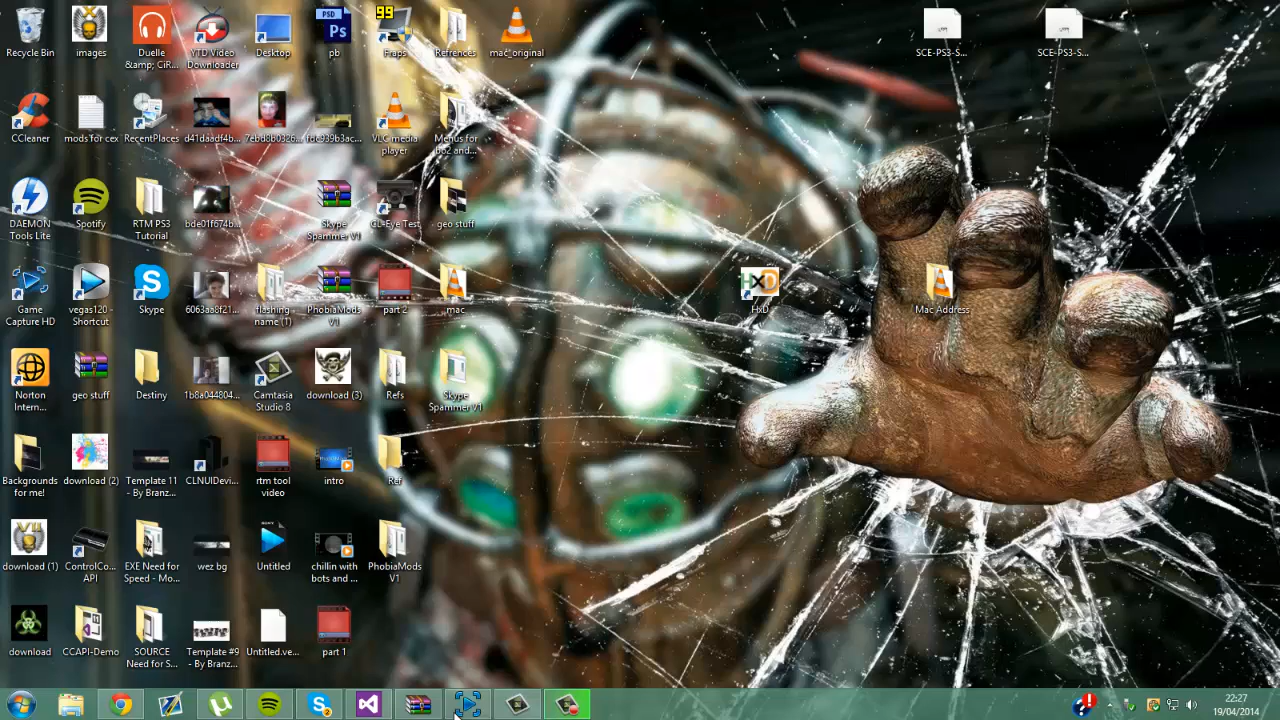 Recycle Bin
images
Duelle
&amp; CiR...
YTD Video
Downloader
Desktop
PSD
Ps
pb
99
Fraps
Refrences
mac original
SCE-PS3-S...
SCE-PS3-S...
CCleaner
mods for cex
RecentPlaces
d41daadf4b...
VLC media
player
Menus for
bo2 and...
DAEMON
Tools Lite
Spotify
RTM PS3
Tutorial
bde01f674b...
Skype
Spammer V1
CL-Eye Test
geo stuff
Game
Capture HD
vegas120 -
Shortcut
Skype
6063aa8f21...
flashing
name (1)
PhobiaMods
V1
part 2
mac
HXD
HxD
Mac Address
Norton
Intern...
geo stuff
Destiny
1b8a044804...
Camtasia
Studio 8
download (3)
Refs
Skype
Spammer V1
Backgrounds
for me!
download (2)
Template 11
- By Branz...
CLNUIDevi...
rtm tool
video
intro
Ref
download (1)
ControlCo...
API
EXE Need for
Speed - Mo...
wez bg
SONY
Untitled
chillin with
bots and ...
PhobiaMods
V1
download
CCAPI-Demo
SOURCE
Need for S...
Template #9
- By Branz...
Untitled.ve...
part 1
22:27
19/04/2014